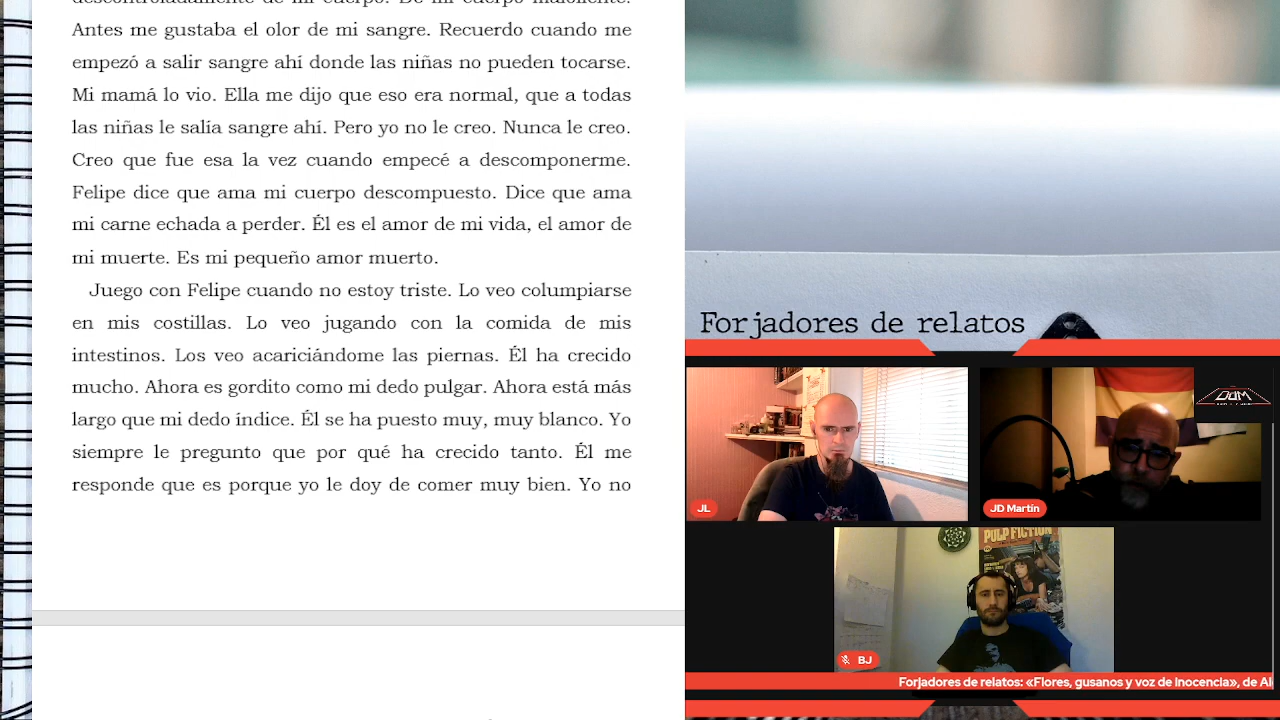 descontroladamente de mi cuerpo. De mi cuerpo maloliente.
Antes me gustaba el olor de mi sangre. Recuerdo cuando me
empezó a salir sangre ahí donde las niñas no pueden tocarse.
Mi mamá lo vio. Ella me dijo que eso era normal, que a todas
las niñas le salía sangre ahí. Pero yo no le creo. Nunca le creo.
Creo que fue esa la vez cuando empecé a descomponerme.
Felipe dice que ama mi cuerpo descompuesto. Dice que ama
mi carne echada a perder. Él es el amor de mi vida, el amor de
mi muerte. Es mi pequeño amor muerto.
Juego con Felipe cuando no estoy triste. Lo veo columpiarse
en mis costillas. Lo veo jugando con la comida de mis
intestinos. Los veo acariciándome las piernas. Él ha crecido
mucho. Ahora es gordito como mi dedo pulgar. Ahora está más
largo que mi dedo índice. Él se ha puesto muy, muy blanco. Yo
siempre le pregunto que por qué ha crecido tanto. Él me
responde que es porque yo le doy de comer muy bien. Yo no
Forjadores de relatos
JL
JD Martín
PULP FICTION
BJ
Forjadores de relatos: «Flores, gusanos y voz de inocencia», de Al